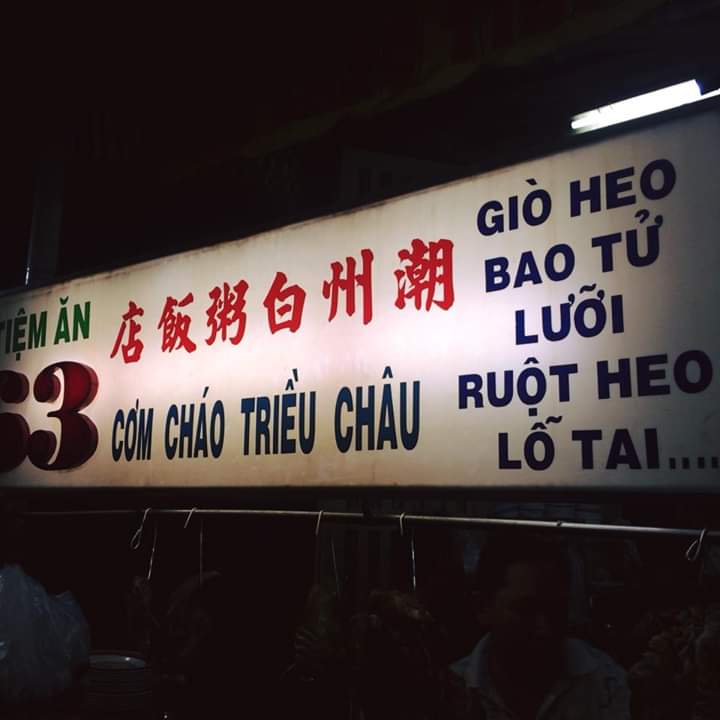 TIỆM ĂN
潮州白粥飯店
CƠM CHÁO TRIỀU CHÂU
GIÒ HEO
BAO TỬ
LƯỠI
RUỘT HEO
LỖ TAI.....